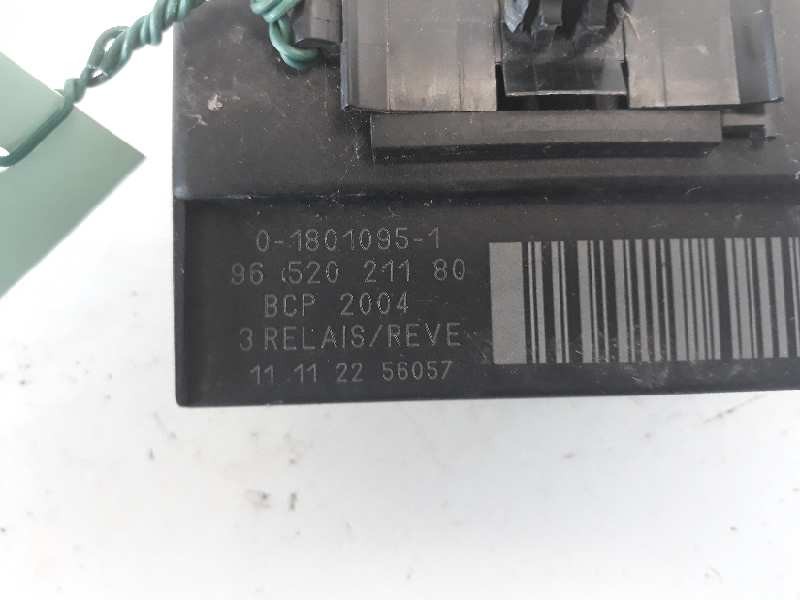 0-1801095-1
96 520 211 80
BCP 2004
3 RELAIS/REVE
11 11 22 56057